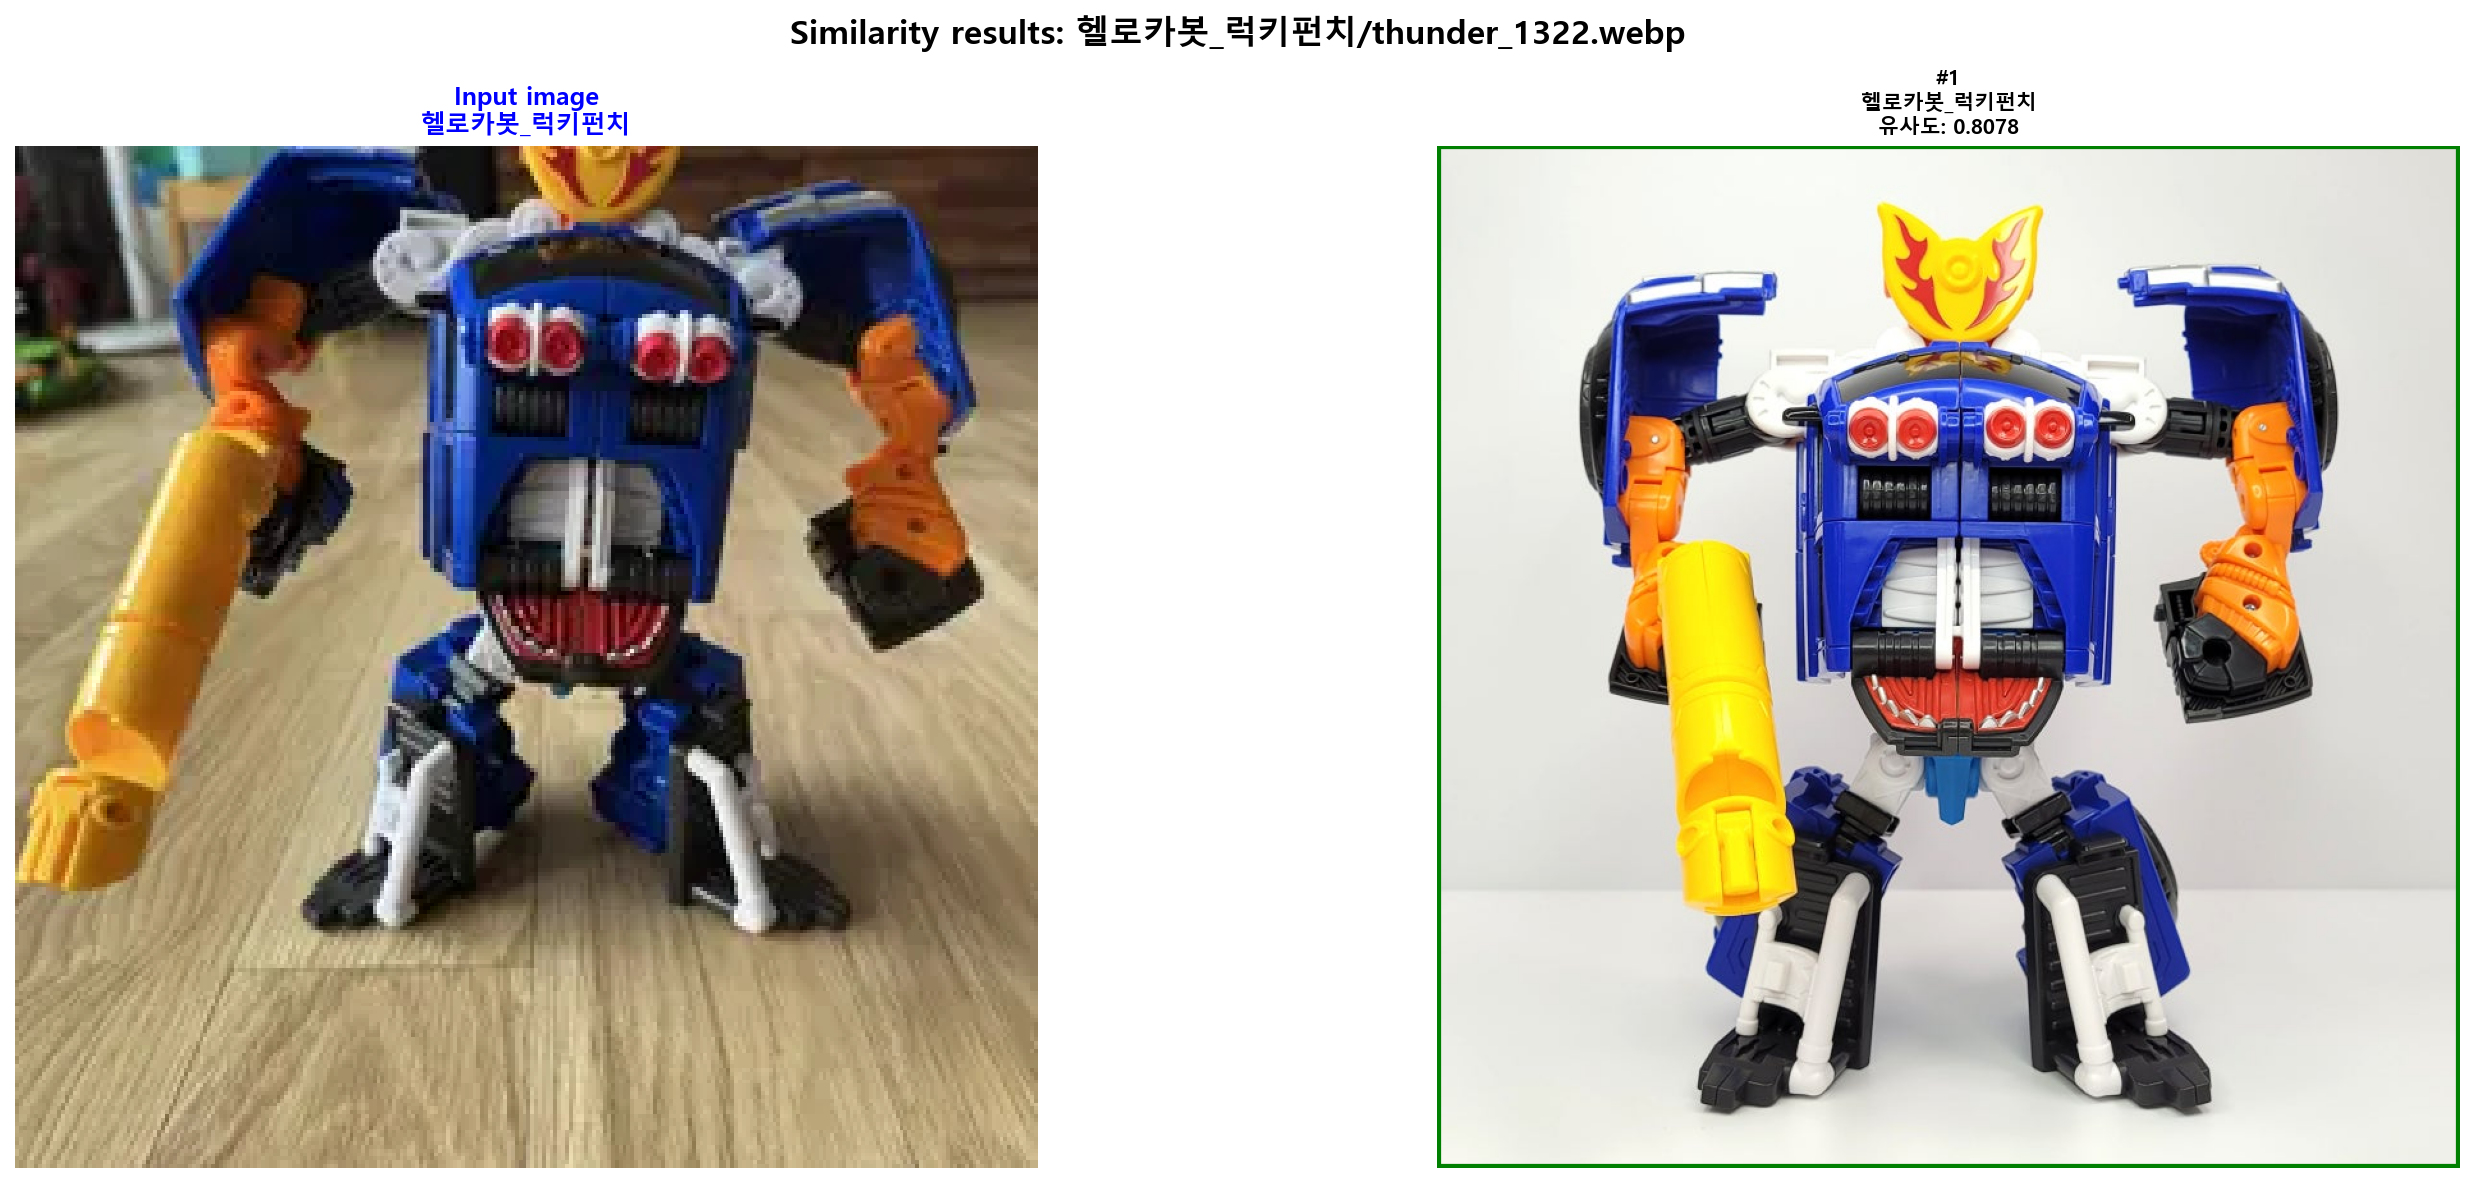 Similarity results: 헬로카봇_럭키펀치/thunder_1322.webp
Input image
헬로카봇_럭키펀치
#1
헬로카봇_럭키펀치
유사도: 0.8078